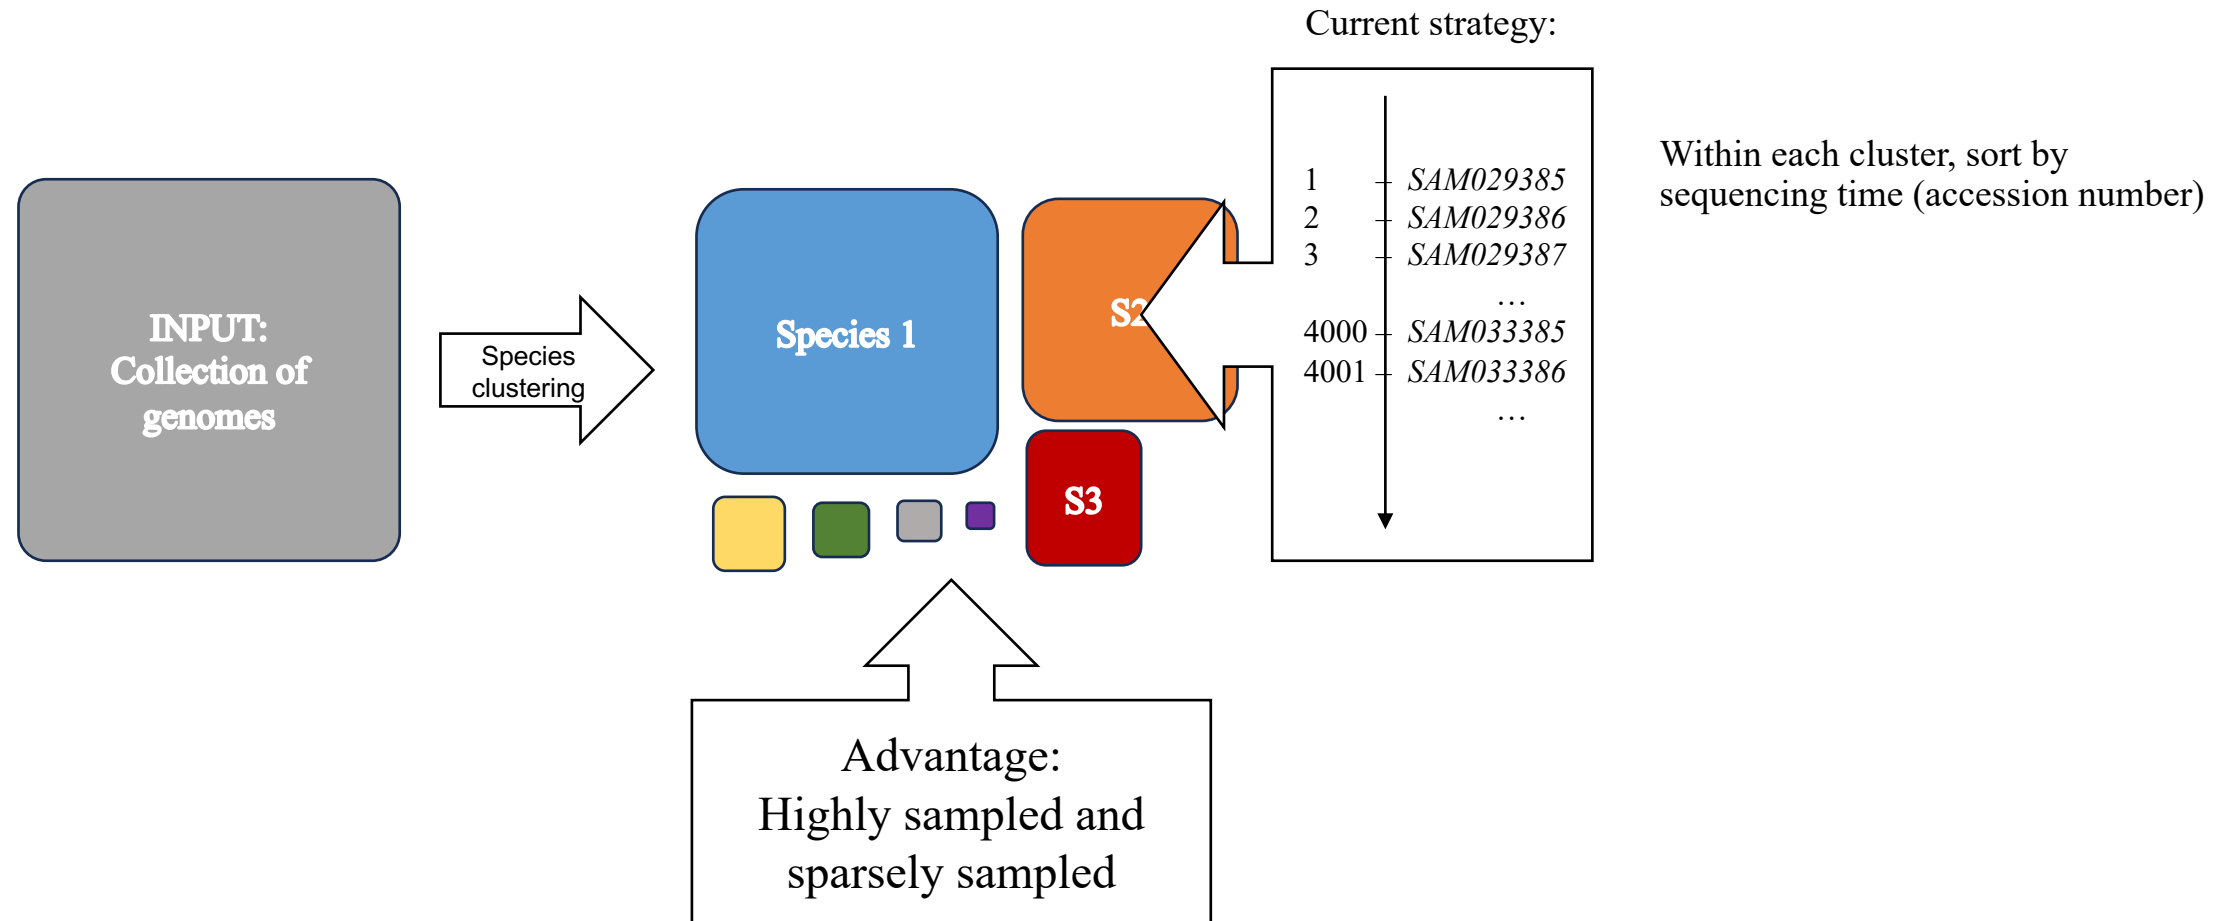 Current strategy:
INPUT:
Collection of
genomes
Species
clustering
Species 1
S2
S3
1 SAM029385
2 SAM029386
3 SAM029387
…
4000 SAM033385
4001 SAM033386
…
Within each cluster, sort by
sequencing time (accession number)
Advantage:
Highly sampled and
sparsely sampled